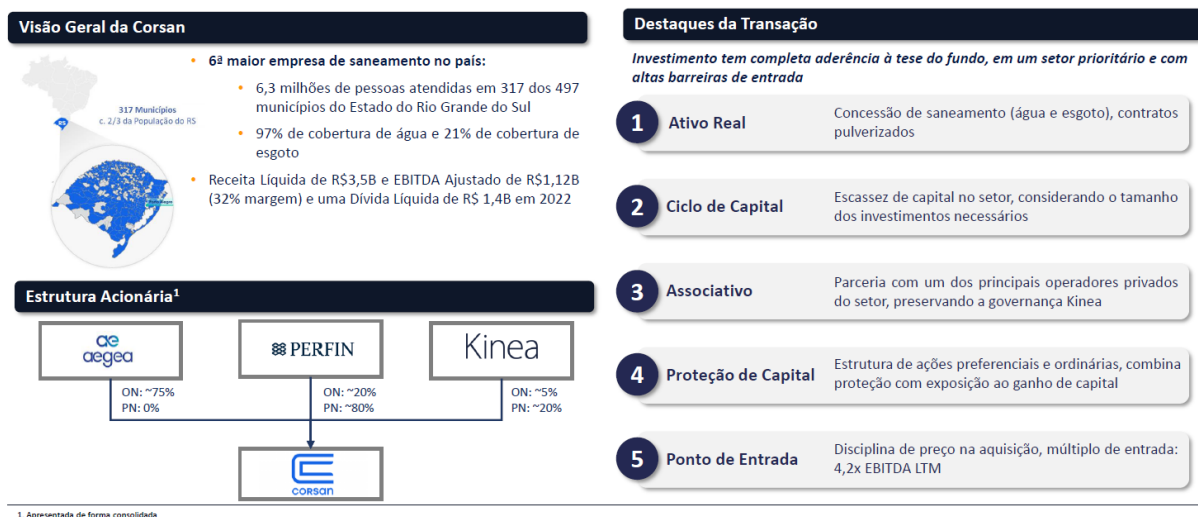 Visão Geral da Corsan
317 Municípios
c. 2/3 da População do RS
RS
• 6ª maior empresa de saneamento no país:
• 6,3 milhões de pessoas atendidas em 317 dos 497
municípios do Estado do Rio Grande do Sul
• 97% de cobertura de água e 21% de cobertura de
esgoto
• Receita Líquida de R$3,5B e EBITDA Ajustado de R$1,12B
(32% margem) e uma Dívida Líquida de R$ 1,4B em 2022
Estrutura Acionária¹
aegea
PERFIN
Kinea
ON: ~75%
PN: 0%
ON: ~20%
PN: ~80%
ON: ~5%
PN: ~20%
corsan
1. Apresentada de forma consolidada
Destaques da Transação
Investimento tem completa aderência à tese do fundo, em um setor prioritário e com
altas barreiras de entrada
1 Ativo Real
Concessão de saneamento (água e esgoto), contratos
pulverizados
2 Ciclo de Capital
Escassez de capital no setor, considerando o tamanho
dos investimentos necessários
3 Associativo
Parceria com um dos principais operadores privados
do setor, preservando a governança Kinea
4 Proteção de Capital
Estrutura de ações preferenciais e ordinárias, combina
proteção com exposição ao ganho de capital
5 Ponto de Entrada
Disciplina de preço na aquisição, múltiplo de entrada:
4,2x EBITDA LTM